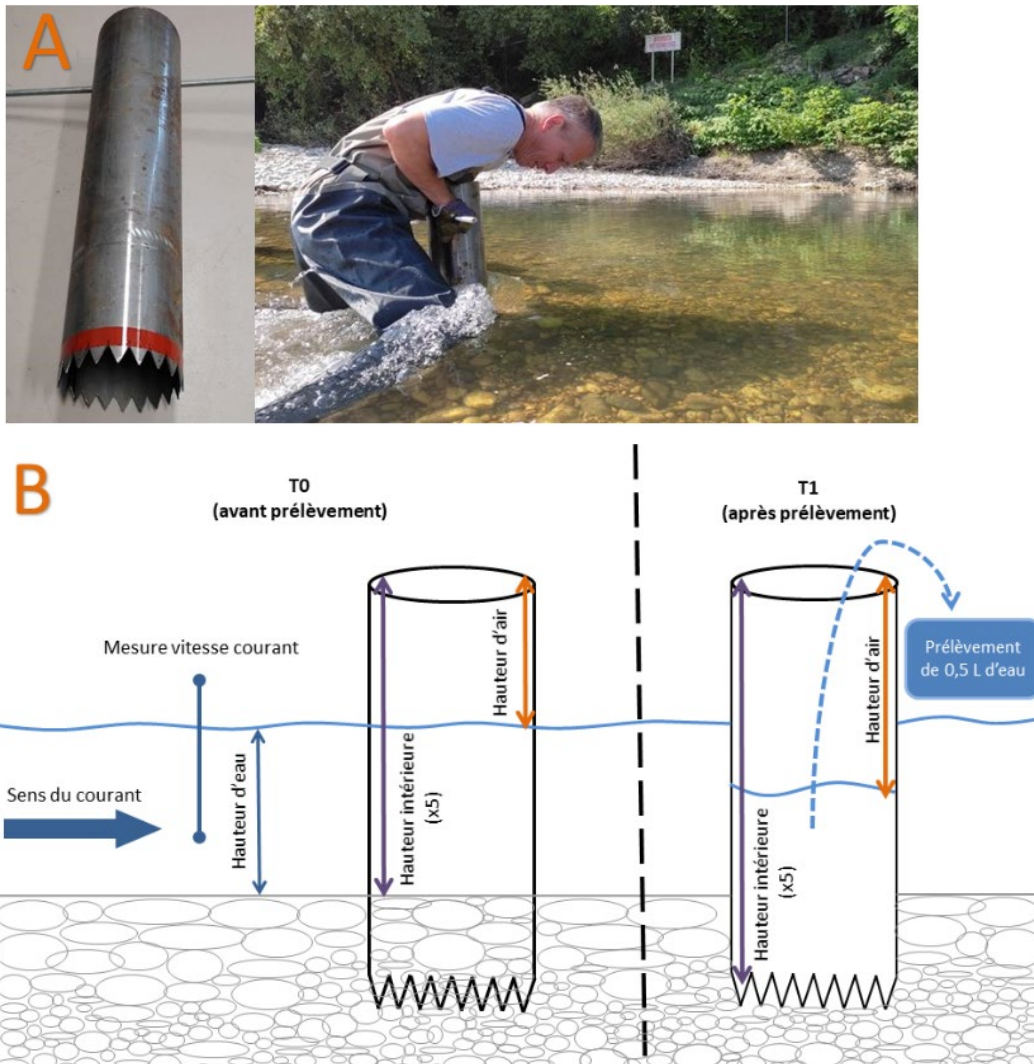 A
B
T0
(avant prélèvement)
T1
(après prélèvement)
Mesure vitesse courant
Sens du courant
Hauteur d'eau
Hauteur intérieure
(x5)
Hauteur d'air
Hauteur intérieure
(x5)
Hauteur d'air
Prélèvement
de 0,5 L d'eau